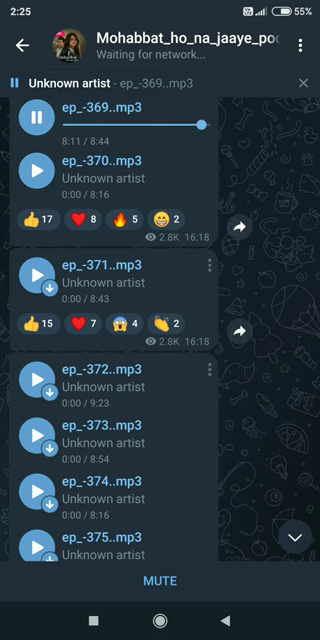 2:25
55%
Mohabbat_ho_na_jaaye_po
Waiting for network...
Unknown artist - ep_-369..mp3
ep_-369..mp3
8:11 / 8:44
ep_-370..mp3
Unknown artist
0:00 / 8:16
17 8 5 2
2.8K 16:18
ep_-371..mp3
Unknown artist
0:00 / 8:43
15 7 4 2
2.8K 16:18
ep_-372..mp3
Unknown artist
0:00 / 9:23
ep_-373..mp3
Unknown artist
0:00 / 8:54
ep_-374..mp3
Unknown artist
0:00 / 8:16
ep_-375..mp3
Unknown artist
MUTE